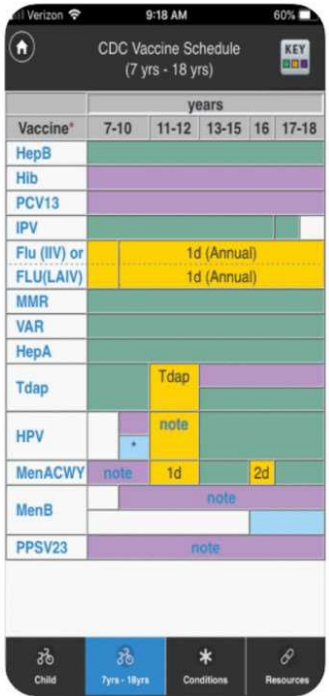 Verizon 9:18 AM 60%
CDC Vaccine Schedule
(7 yrs - 18 yrs)
KEY
years
Vaccine* 7-10 11-12 13-15 16 17-18
HepB
Hib
PCV13
IPV
Flu (IIV) or 1d (Annual)
FLU(LAIV) 1d (Annual)
MMR
VAR
HepA
Tdap Tdap
HPV note
*
MenACWY note 1d 2d
MenB note
PPSV23 note
Child 7yrs - 18yrs Conditions Resources